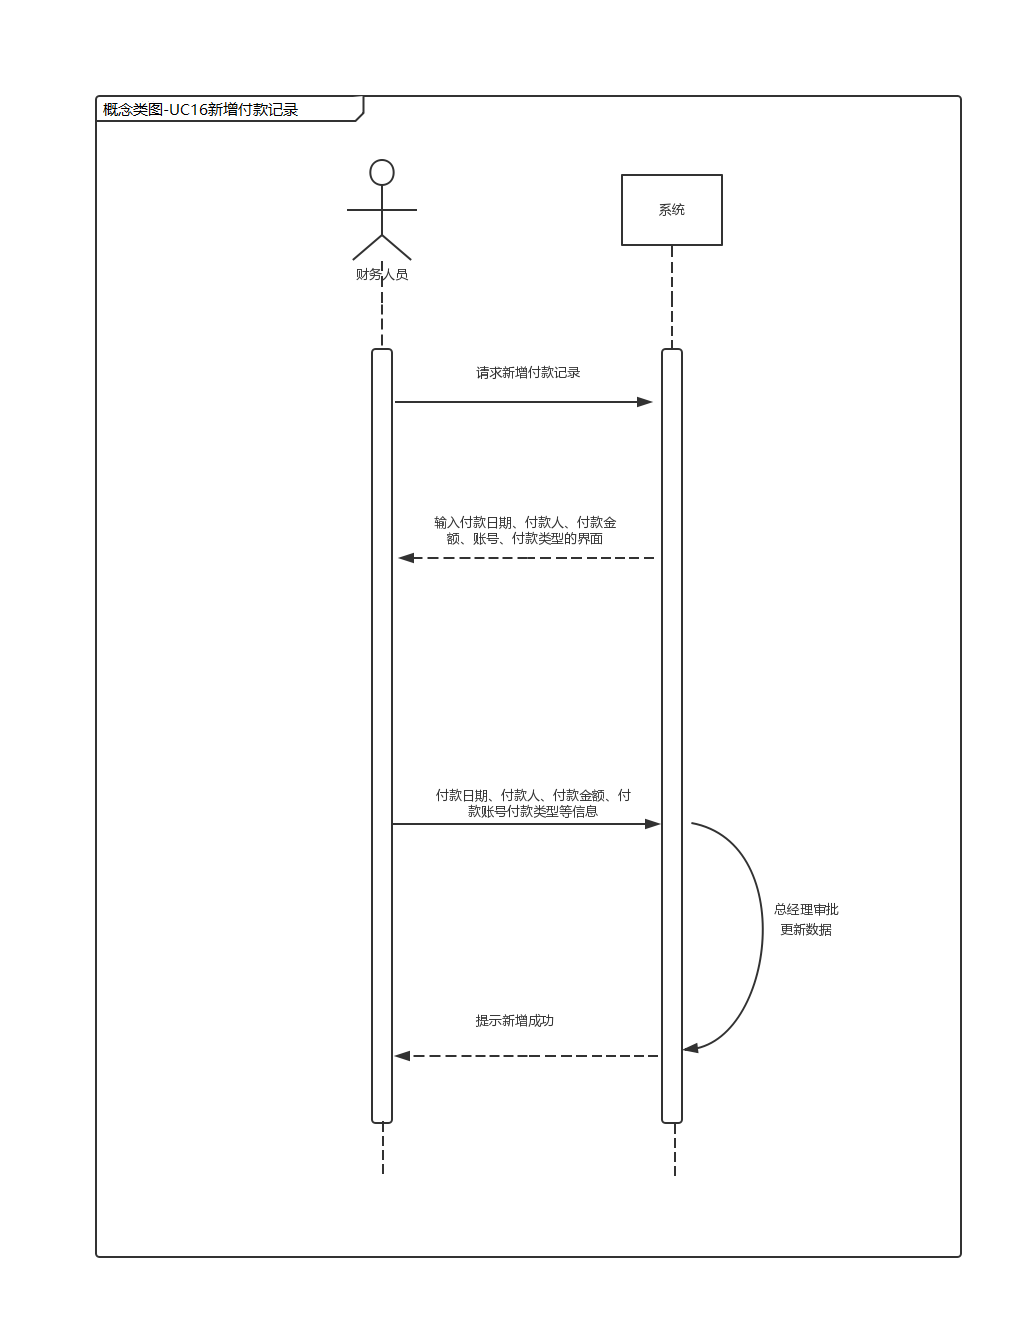 概念类图-UC16新增付款记录
系统
财务人员
请求新增付款记录
输入付款日期、付款人、付款金
额、账号、付款类型的界面
付款日期、付款人、付款金额、付
款账号付款类型等信息
总经理审批
更新数据
提示新增成功